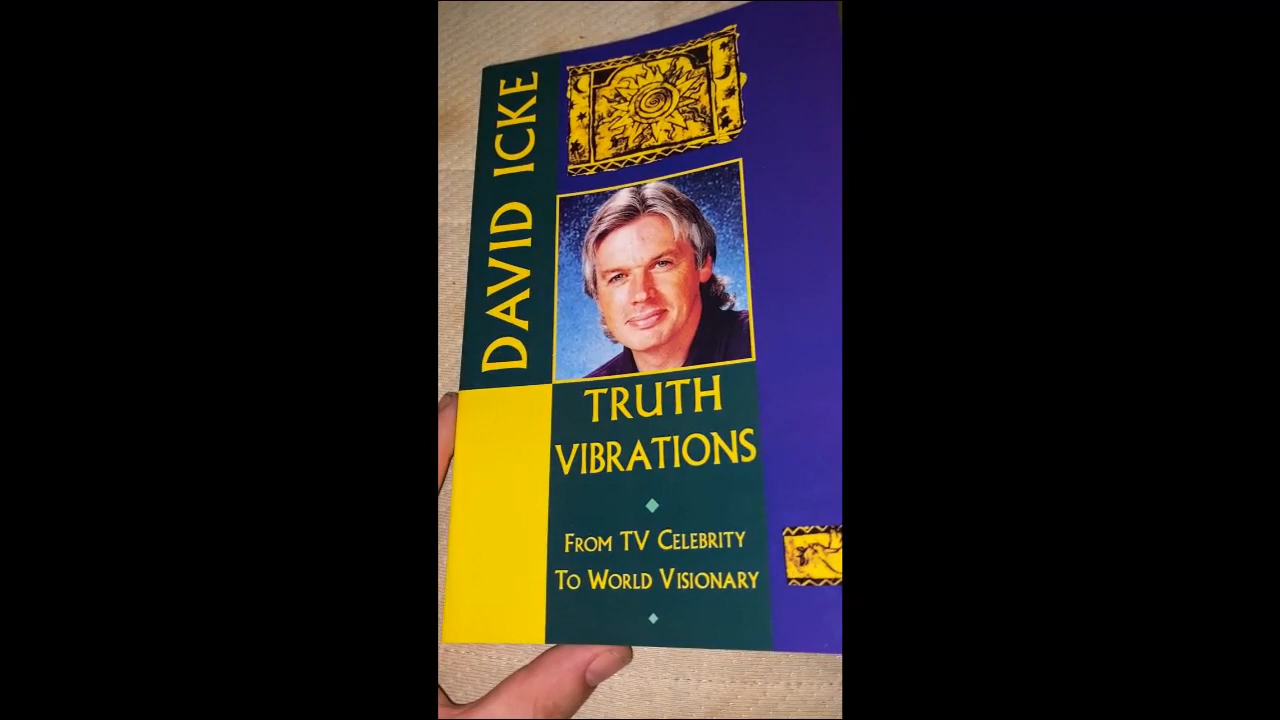 DAVID ICKE
TRUTH
VIBRATIONS
FROM TV CELEBRITY
TO WORLD VISIONARY